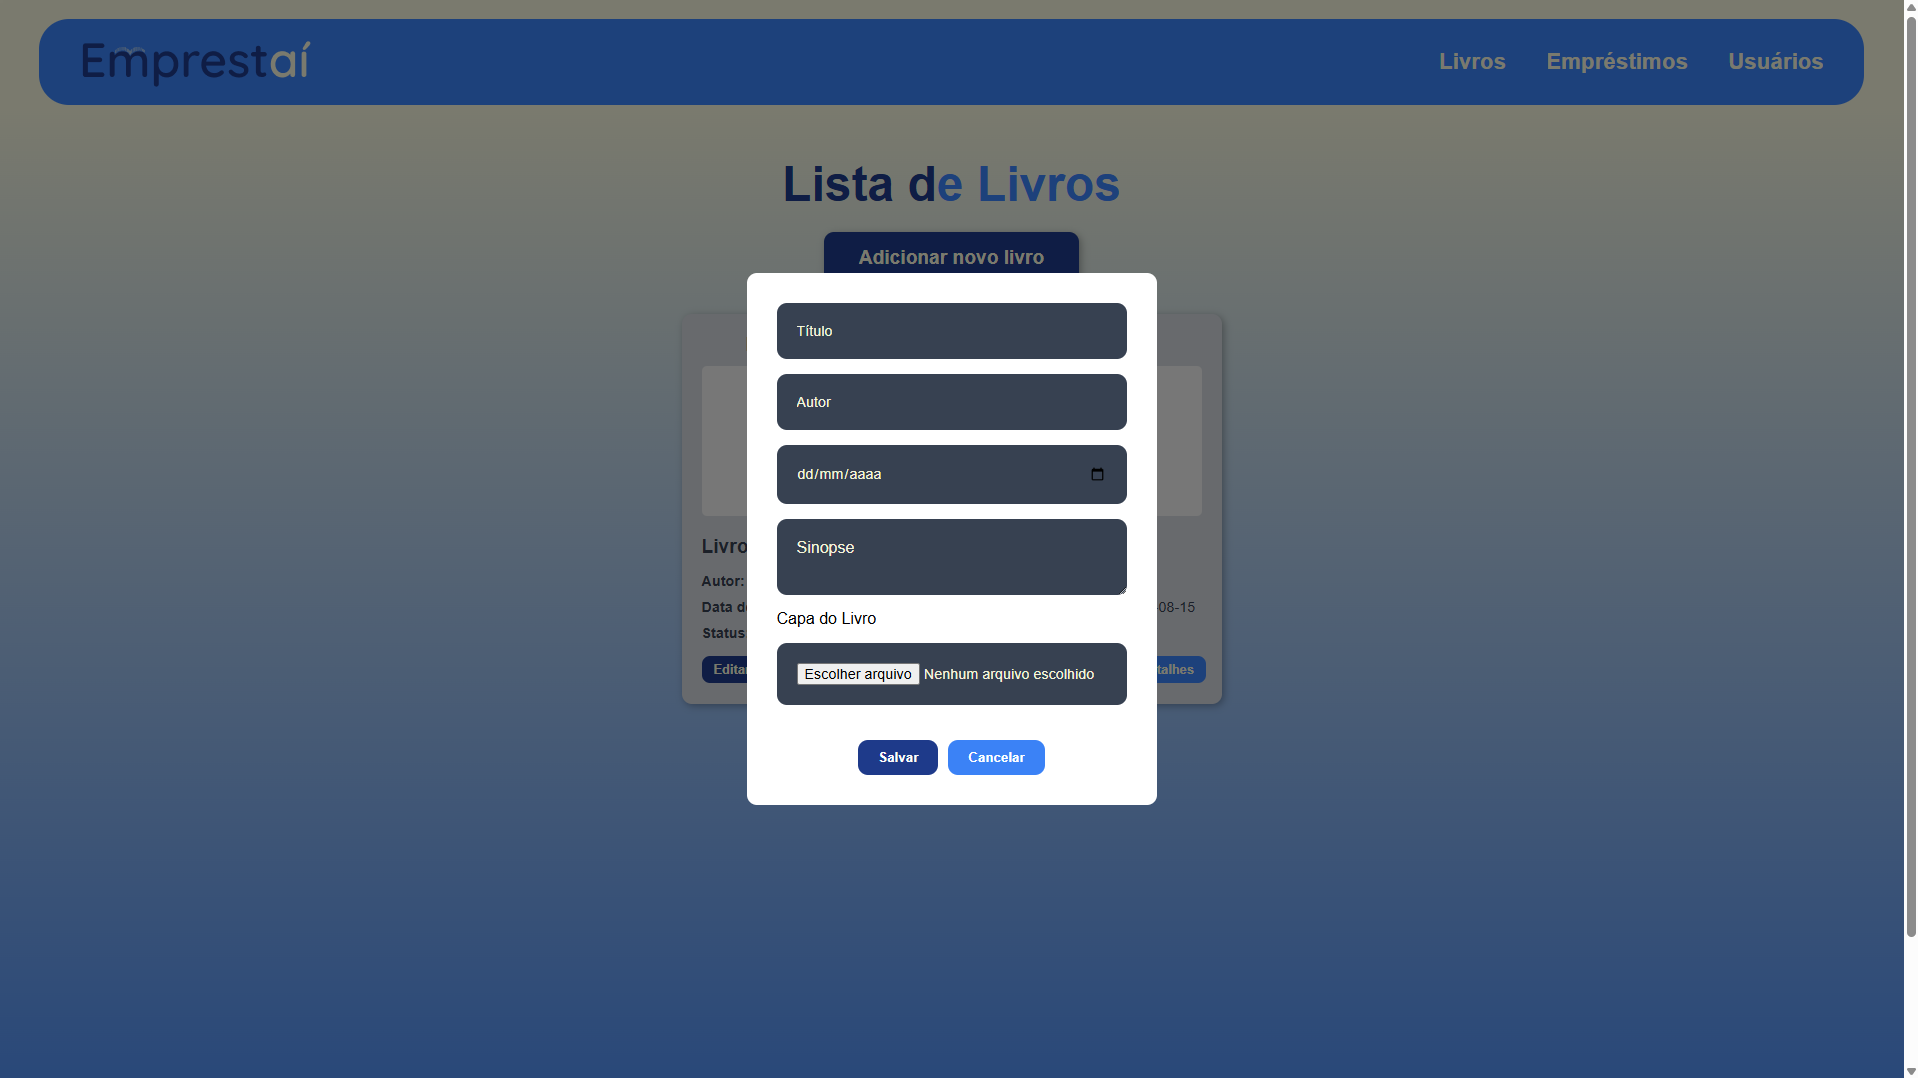 Emprestaí
Livros Empréstimos Usuários
Lista de Livros
Adicionar novo livro
Título
Autor
dd/mm/aaaa
Sinopse
Capa do Livro
Escolher arquivo Nenhum arquivo escolhido
Salvar Cancelar
Livro
Autor:
Data d
-08-15
Status
Edita
talhes